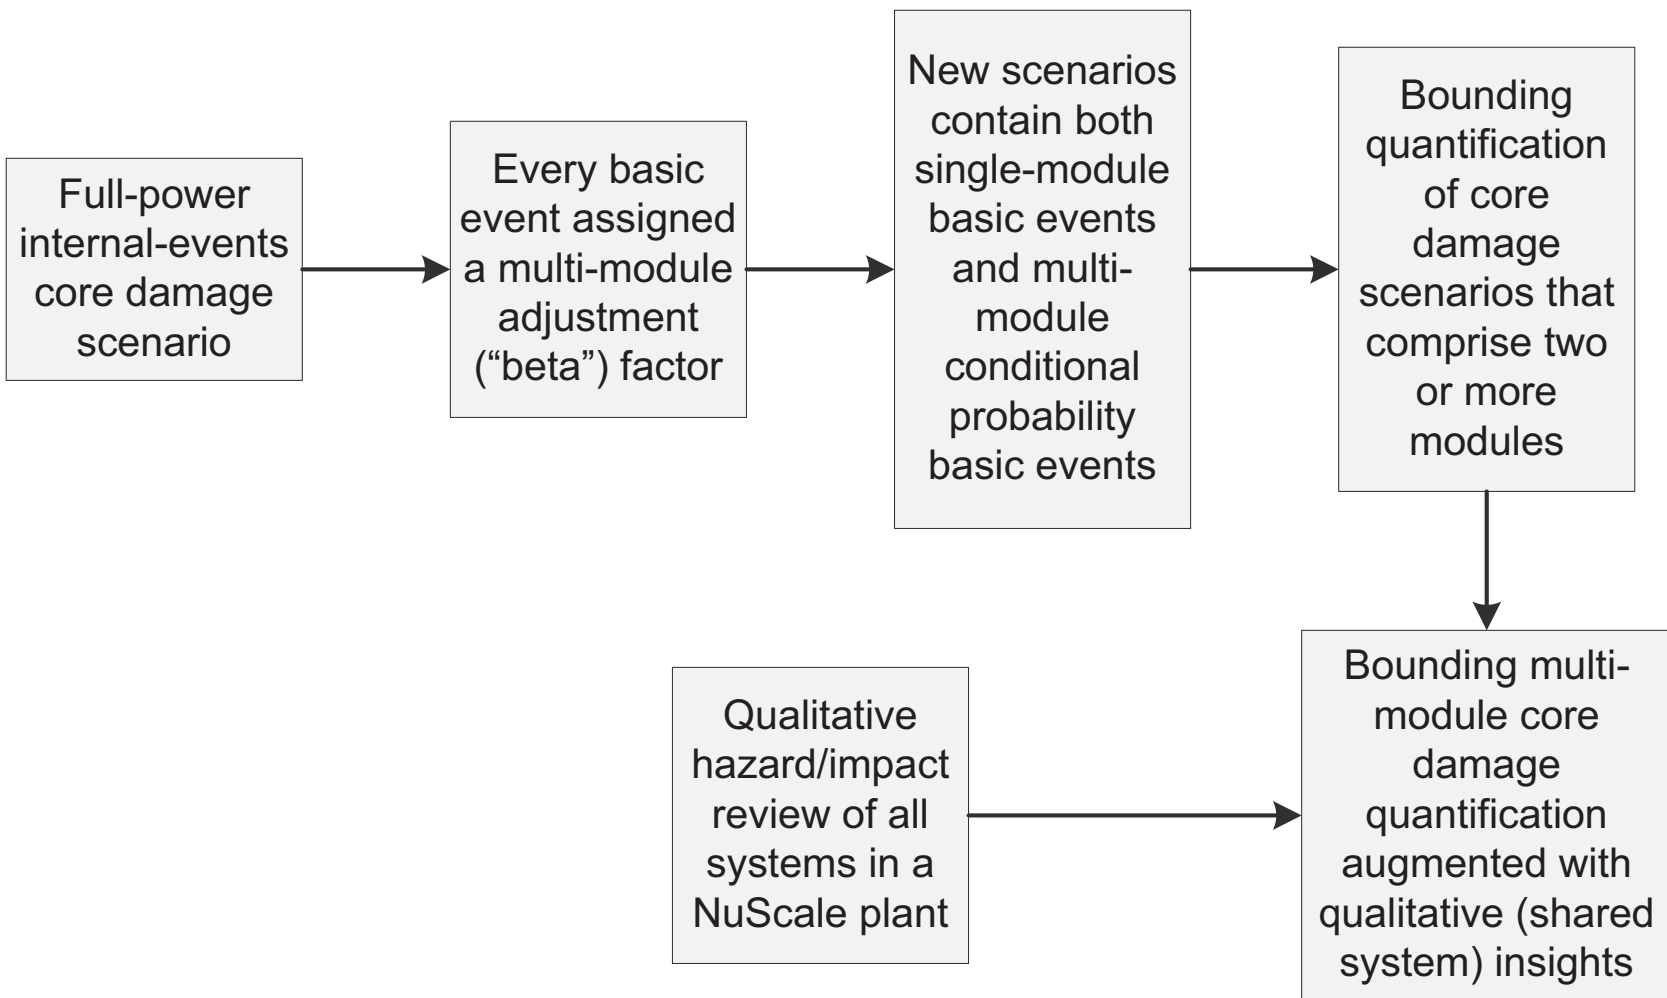 Full-power
internal-events
core damage
scenario
Every basic
event assigned
a multi-module
adjustment
(“beta”) factor
New scenarios
contain both
single-module
basic events
and multi-
module
conditional
probability
basic events
Bounding
quantification
of core
damage
scenarios that
comprise two
or more
modules
Qualitative
hazard/impact
review of all
systems in a
NuScale plant
Bounding multi-
module core
damage
quantification
augmented with
qualitative (shared
system) insights